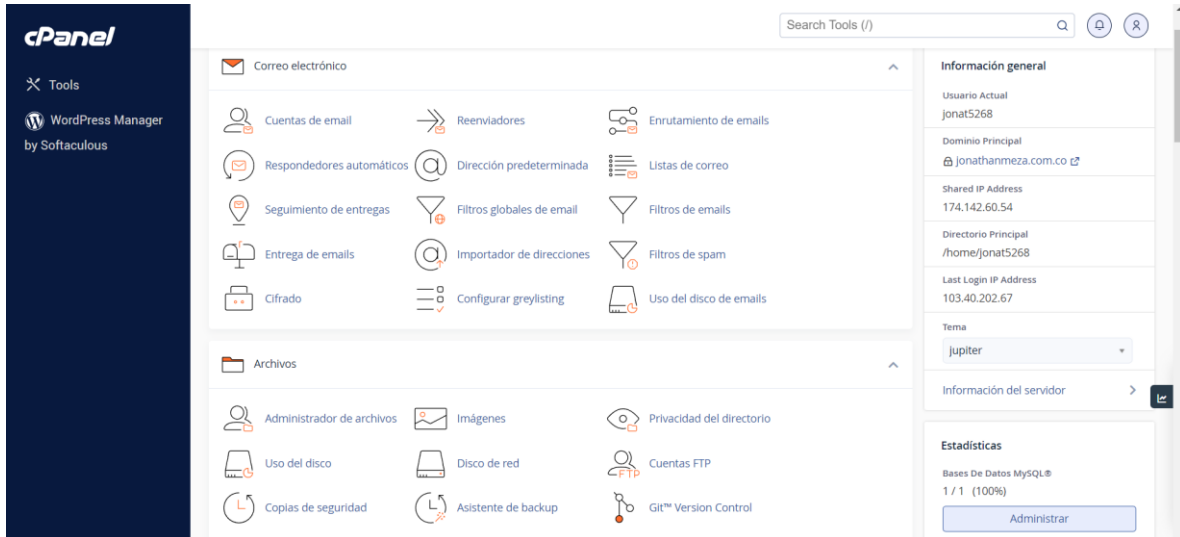 cPanel
Search Tools (/)
Tools
WordPress Manager
by Softaculous
Correo electrónico
Cuentas de email
Reenviadores
Enrutamiento de emails
Respondedores automáticos
Dirección predeterminada
Listas de correo
Seguimiento de entregas
Filtros globales de email
Filtros de emails
Entrega de emails
Importador de direcciones
Filtros de spam
Cifrado
Configurar greylisting
Uso del disco de emails
Archivos
Administrador de archivos
Imágenes
Privacidad del directorio
Uso del disco
Disco de red
FTP
Cuentas FTP
Copias de seguridad
Asistente de backup
Git™ Version Control
Información general
Usuario Actual
jonat5268
Dominio Principal
jonathanmeza.com.co
Shared IP Address
174.142.60.54
Directorio Principal
/home/jonat5268
Last Login IP Address
103.40.202.67
Tema
jupiter
Información del servidor
Estadísticas
Bases De Datos MySQL®
1 / 1 (100%)
Administrar